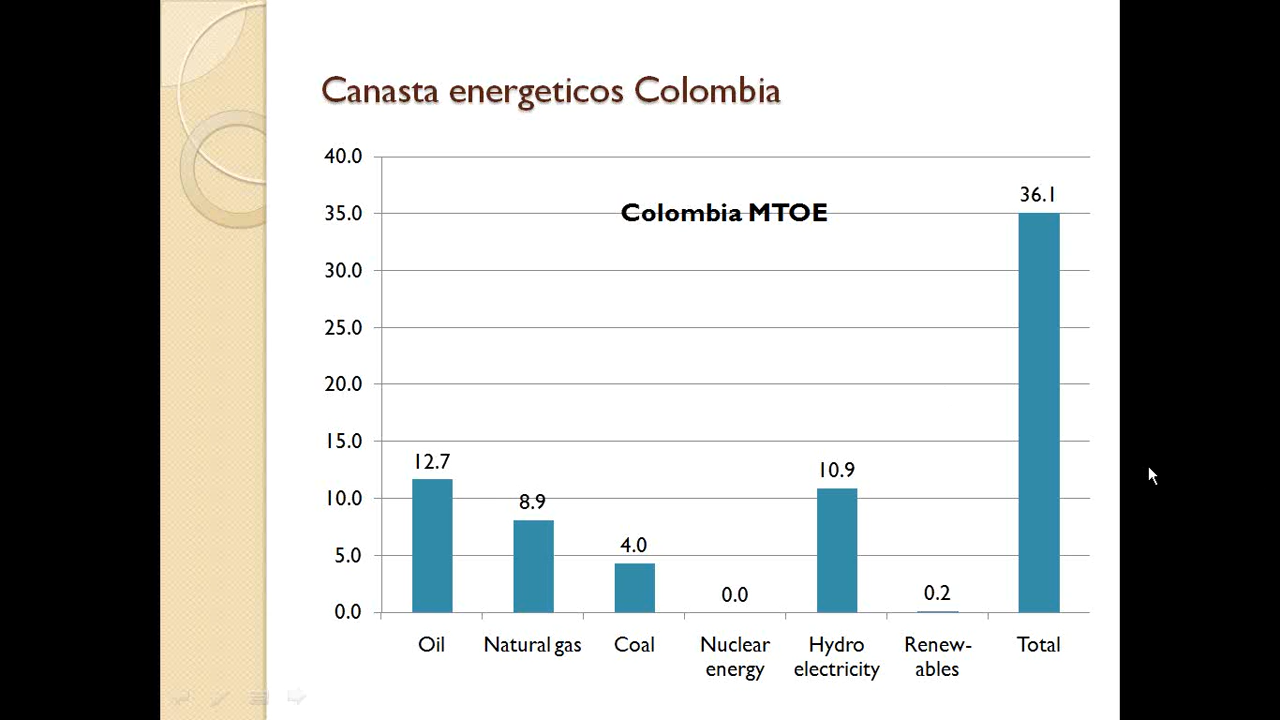 Canasta energeticos Colombia
Colombia MTOE
40.0
35.0
30.0
25.0
20.0
15.0
10.0
5.0
0.0
12.7
8.9
4.0
0.0
10.9
0.2
36.1
Oil
Natural gas
Coal
Nuclear
energy
Hydro
electricity
Renew-
ables
Total